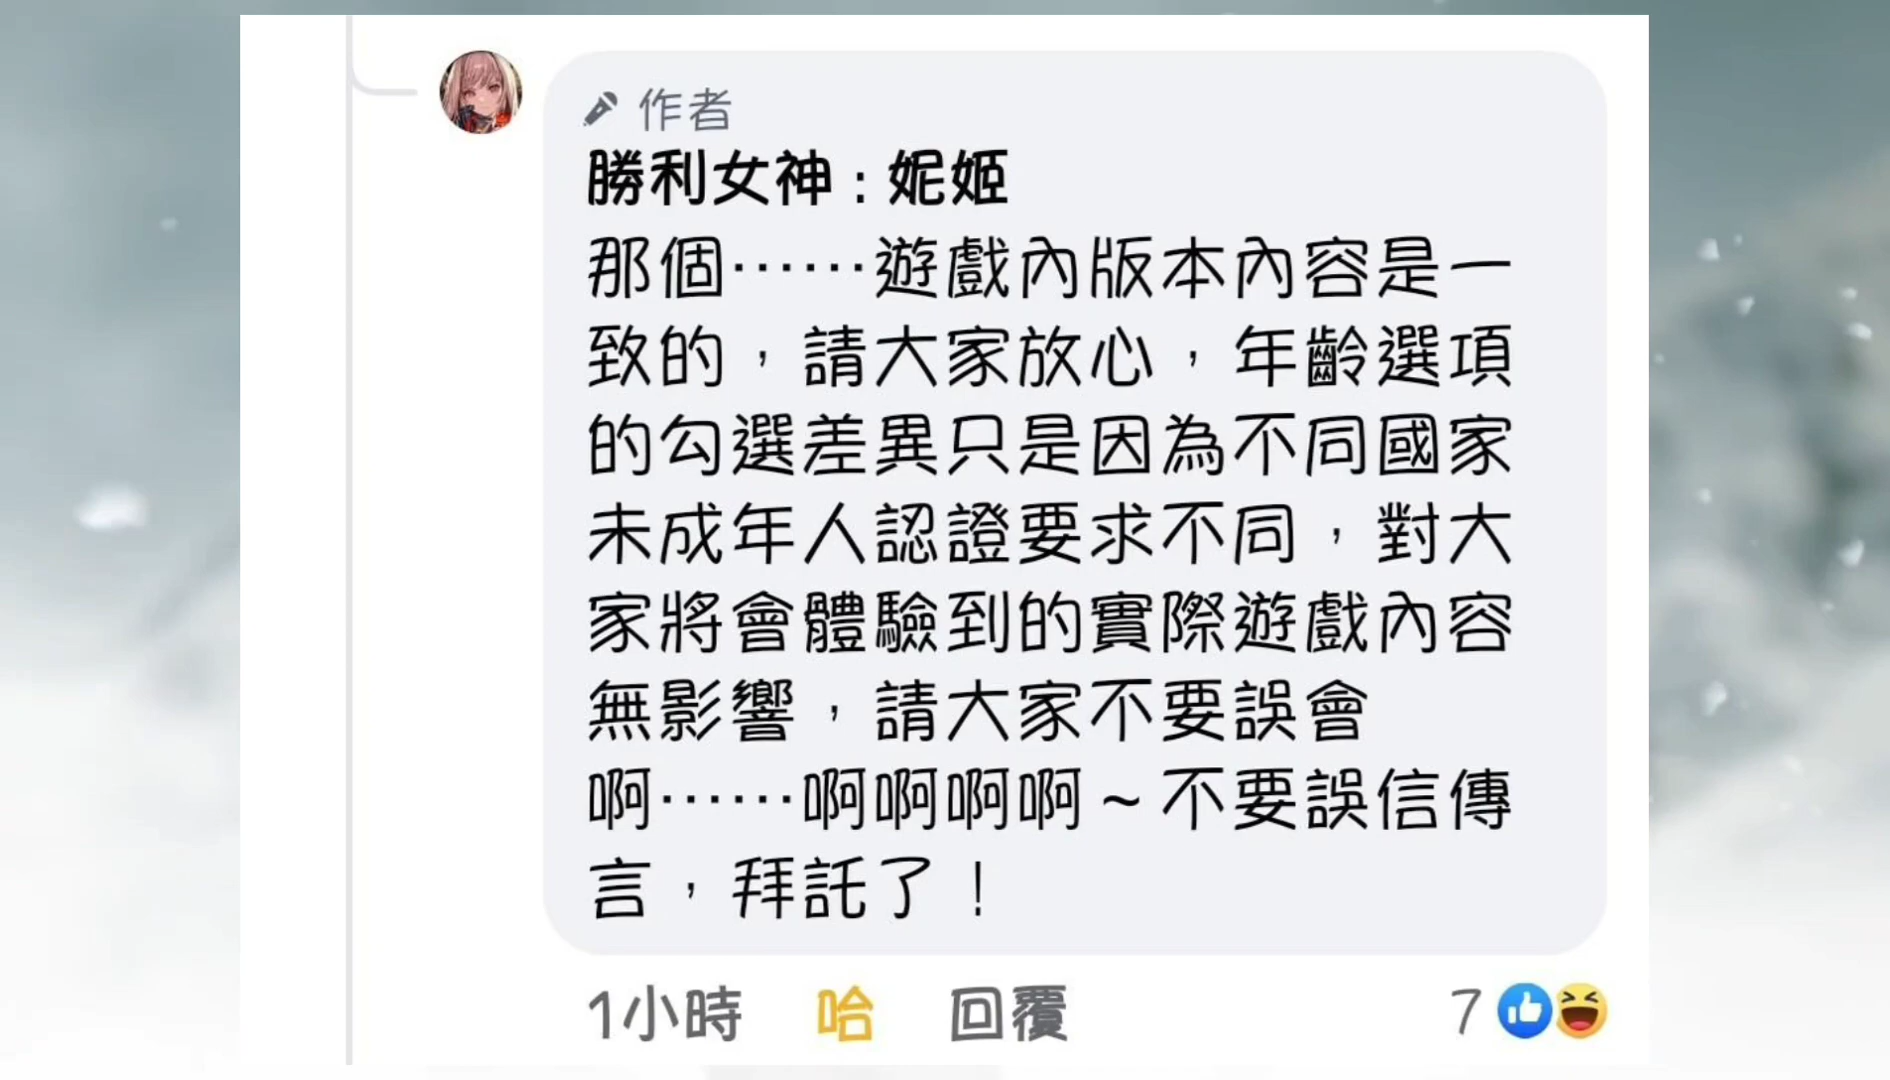 作者
勝利女神：妮姬
那個⋯⋯遊戲內版本內容是一
致的，請大家放心，年齡選項
的勾選差異只是因為不同國家
未成年人認證要求不同，對大
家將會體驗到的實際遊戲內容
無影響，請大家不要誤會
啊⋯⋯啊啊啊啊～不要誤信傳
言，拜託了！
1小時 哈 回覆 7